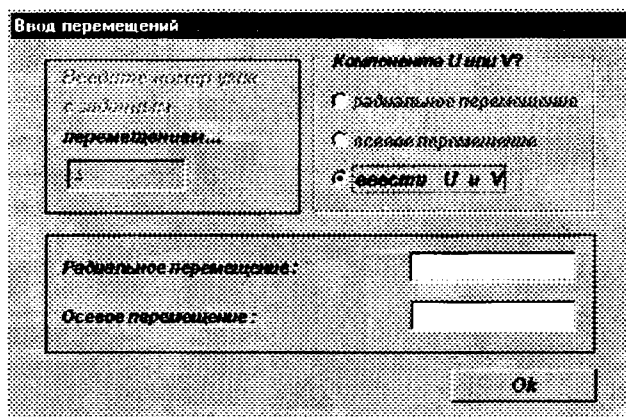 Ввод перемещений
Введите номер узла
с заданным
перемещением...
1
Компонента U или V?
радиальное перемещение
осевое перемещение
ввести U и V
Радиальное перемещение :
Осевое перемещение :
Ok